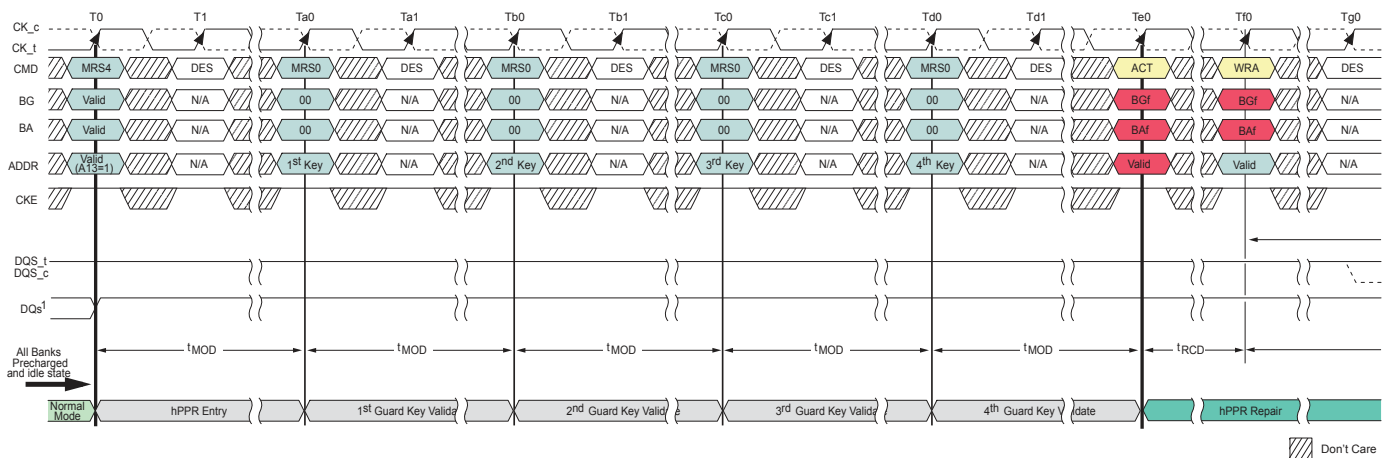 T0 T1 Ta0 Ta1 Tb0 Tb1 Tc0 Tc1 Td0 Td1 Te0 Tf0 Tg0
CK_c
CK_t
CMD MRS4 DES MRS0 DES MRS0 DES MRS0 DES MRS0 DES ACT WRA DES
BG Valid N/A 00 N/A 00 N/A 00 N/A 00 N/A BGf BGf N/A
BA Valid N/A 00 N/A 00 N/A 00 N/A 00 N/A BAf BAf N/A
ADDR Valid (A13=1) N/A 1st Key N/A 2nd Key N/A 3rd Key N/A 4th Key N/A Valid Valid N/A
CKE
DQS_t
DQS_c
DQs1
tMOD tMOD tMOD tMOD tMOD tRCD
All Banks
Precharged
and idle state
Normal Mode hPPR Entry 1st Guard Key Valida 2nd Guard Key Valid e 3rd Guard Key Valida 4th Guard Key V date hPPR Repair
Don't Care